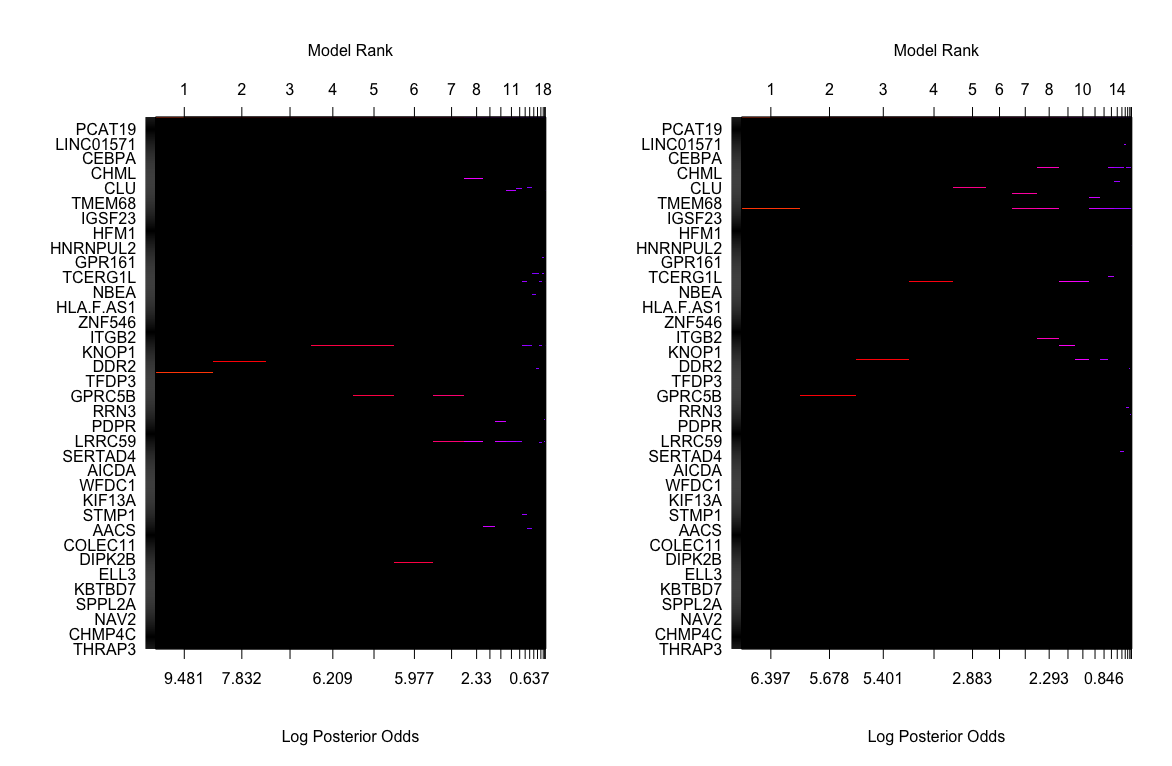 Model Rank
1 2 3 4 5 6 7 8 11 18
PCAT19
LINC01571
CEBPA
CHML
CLU
TMEM68
IGSF23
HFM1
HNRNPUL2
GPR161
TCERG1L
NBEA
HLA.F.AS1
ZNF546
ITGB2
KNOP1
DDR2
TFDP3
GPRC5B
RRN3
PDPR
LRRC59
SERTAD4
AICDA
WFDC1
KIF13A
STMP1
AACS
COLEC11
DIPK2B
ELL3
KBTBD7
SPPL2A
NAV2
CHMP4C
THRAP3
9.481 7.832 6.209 5.977 2.33 0.637
Log Posterior Odds
Model Rank
1 2 3 4 5 6 7 8 10 14
PCAT19
LINC01571
CEBPA
CHML
CLU
TMEM68
IGSF23
HFM1
HNRNPUL2
GPR161
TCERG1L
NBEA
HLA.F.AS1
ZNF546
ITGB2
KNOP1
DDR2
TFDP3
GPRC5B
RRN3
PDPR
LRRC59
SERTAD4
AICDA
WFDC1
KIF13A
STMP1
AACS
COLEC11
DIPK2B
ELL3
KBTBD7
SPPL2A
NAV2
CHMP4C
THRAP3
6.397 5.678 5.401 2.883 2.293 0.846
Log Posterior Odds